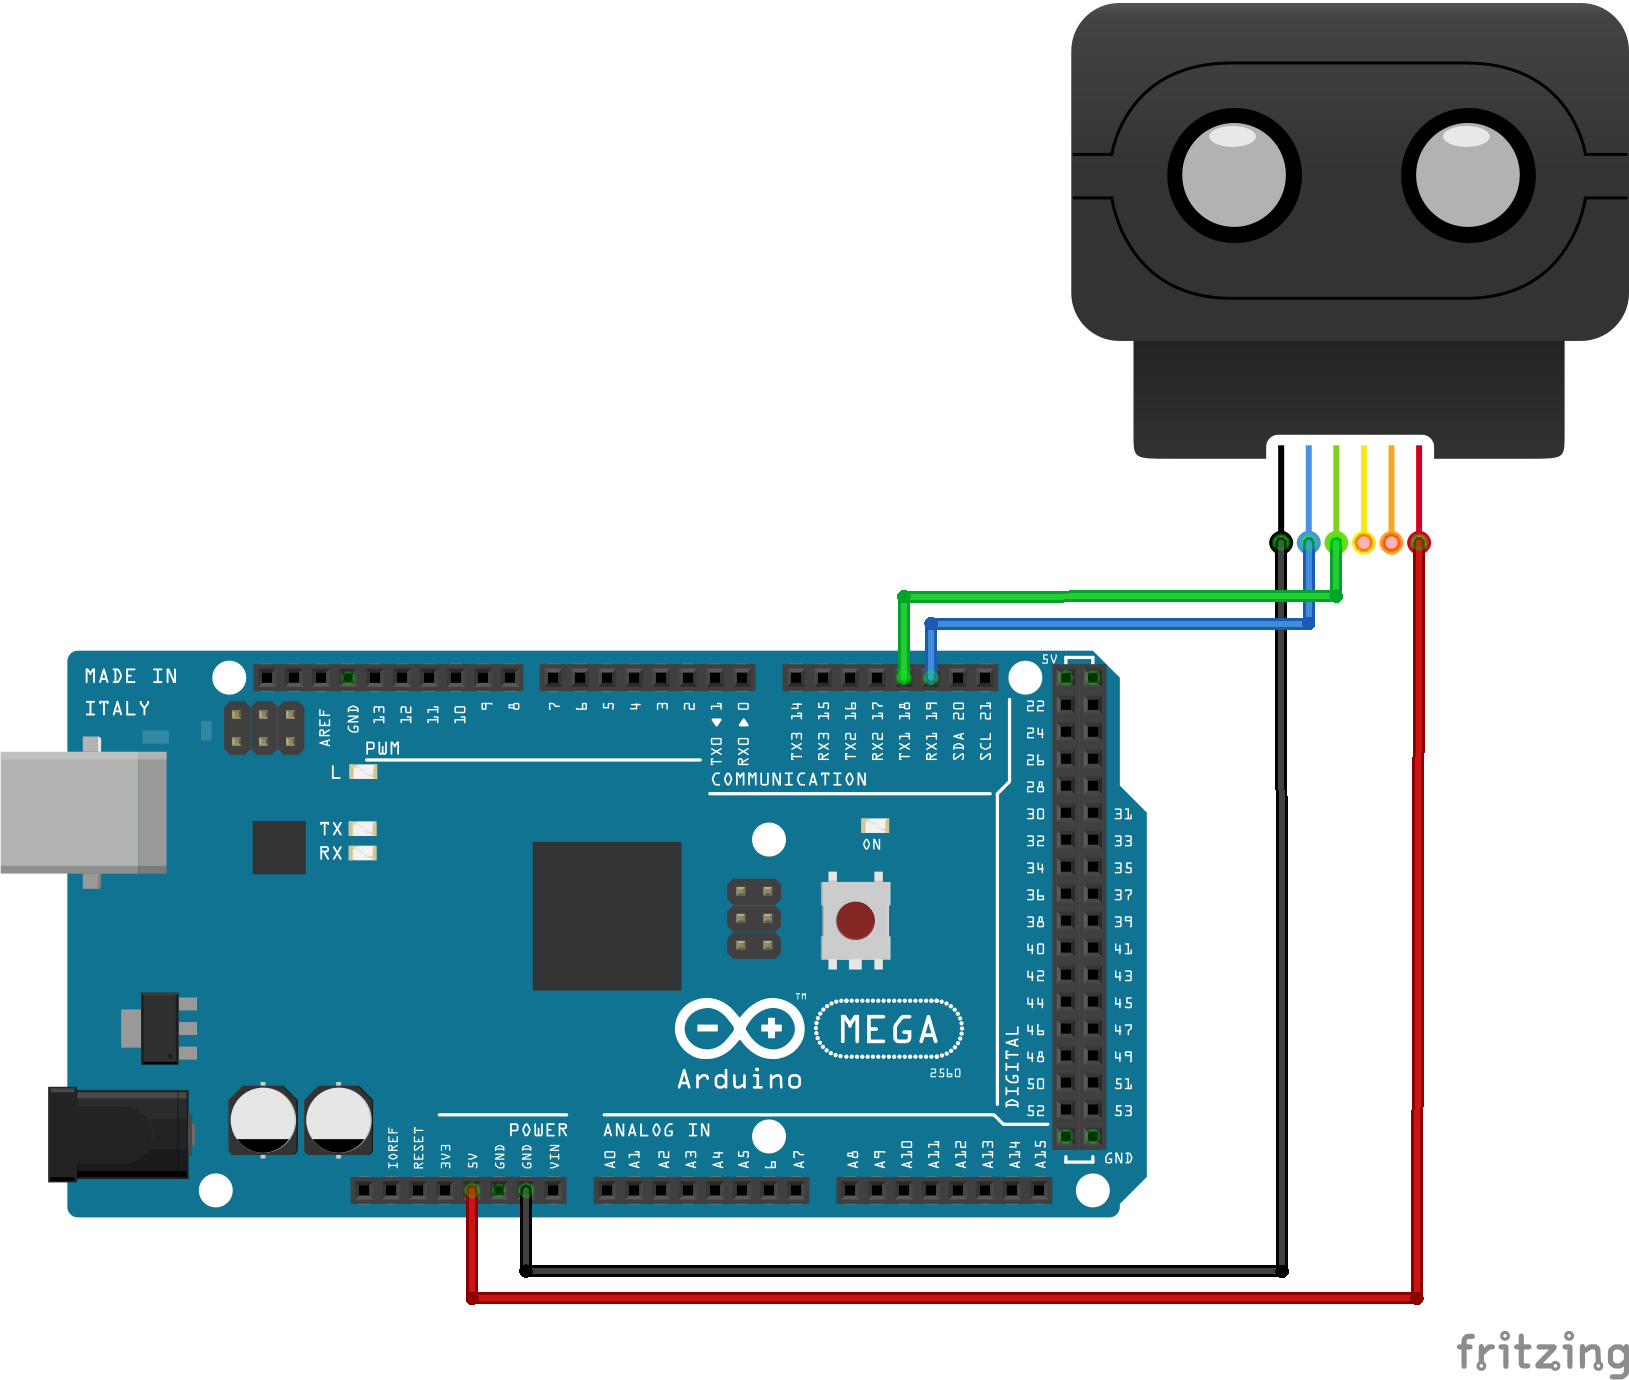 MADE IN
ITALY
AREF
GND
13
12
11
10
9
8
7
6
5
4
3
2
TX0 1
RX0 0
TX3 14
RX3 15
TX2 16
RX2 17
TX1 18
RX1 19
SDA 20
SCL 21
PWM
COMMUNICATION
L
TX
RX
ON
5V
22
24
26
28
30 31
32 33
34 35
36 37
38 39
40 41
42 43
44 45
46 47
48 49
50 51
52 53
GND
DIGITAL
TM
MEGA
2560
Arduino
POWER
ANALOG IN
IOREF
RESET
3V3
5V
GND
GND
VIN
A0
A1
A2
A3
A4
A5
6
A7
A8
A9
A10
A11
A12
A13
A14
A15
fritzing